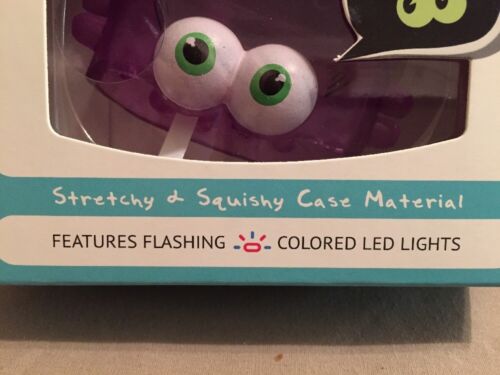 Stretchy & Squishy Case Material
FEATURES FLASHING COLORED LED LIGHTS